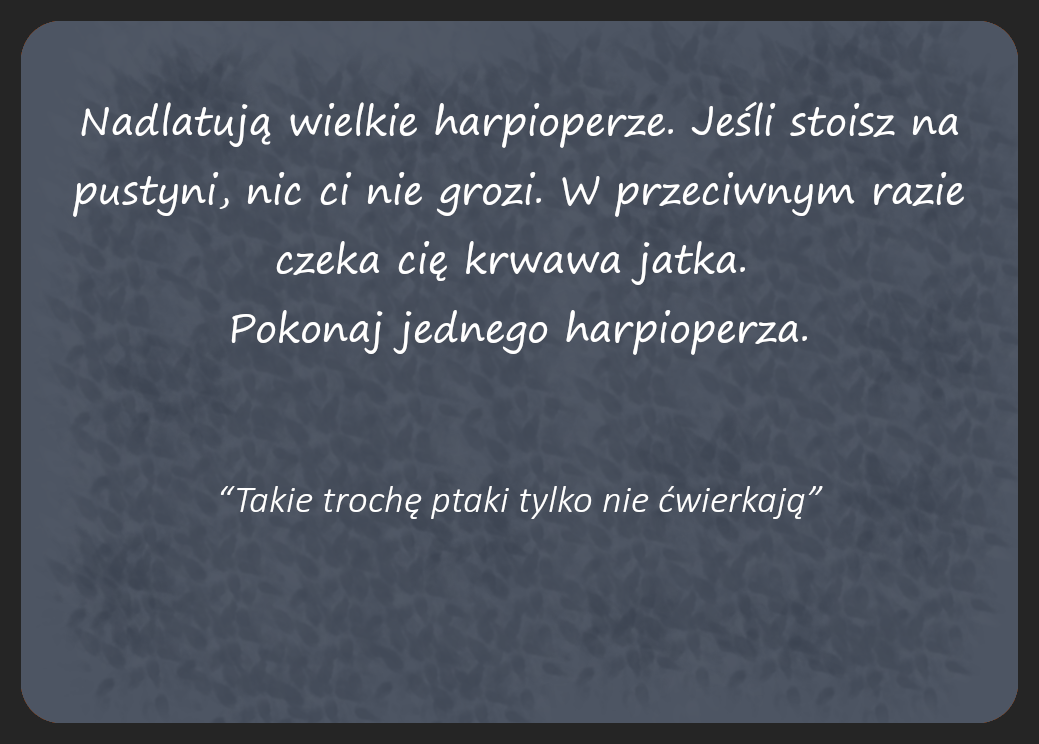 Nadlatują wielkie harpioperze. Jeśli stoisz na
pustyni, nic ci nie grozi. W przeciwnym razie
czeka cię krwawa jatka.
Pokonaj jednego harpioperza.
“Takie trochę ptaki tylko nie ćwierkają”